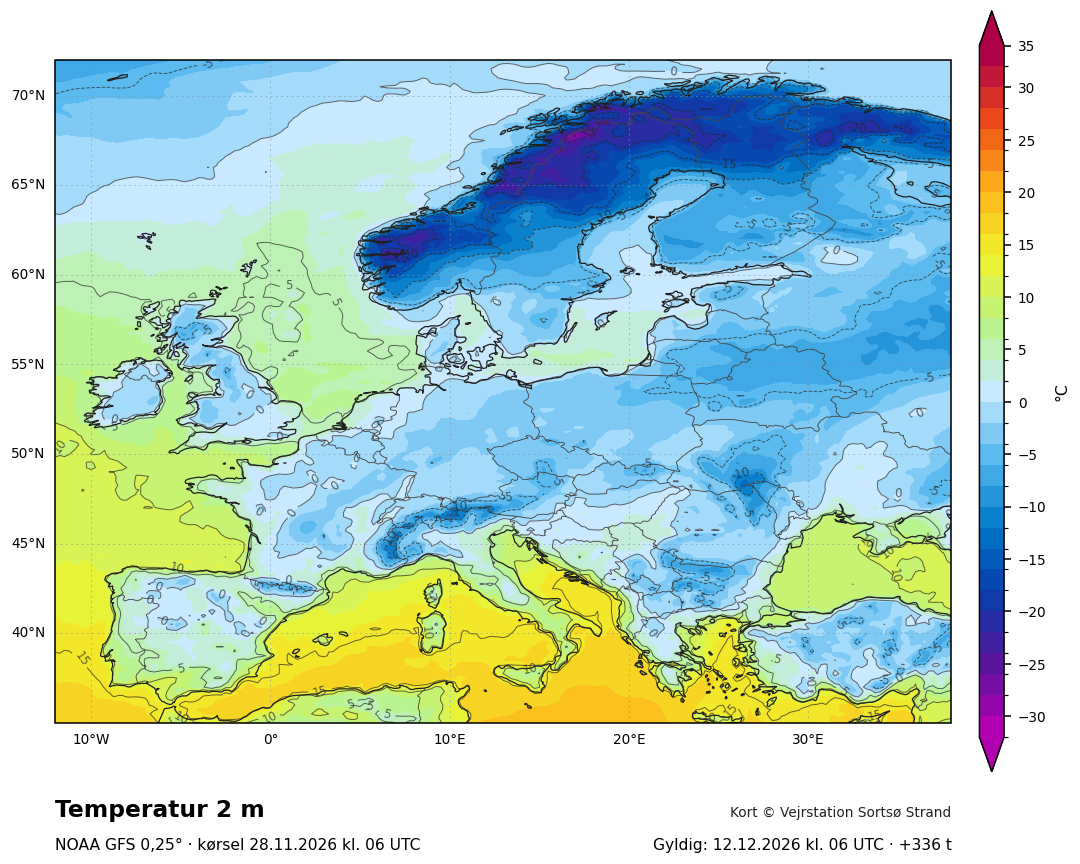 35
30
25
20
15
10
5
0
−5
−10
−15
−20
−25
−30
°C
70°N
65°N
60°N
55°N
50°N
45°N
40°N
10°W 0° 10°E 20°E 30°E
Temperatur 2 m
Kort © Vejrstation Sortsø Strand
NOAA GFS 0,25° · kørsel 28.11.2026 kl. 06 UTC
Gyldig: 12.12.2026 kl. 06 UTC · +336 t